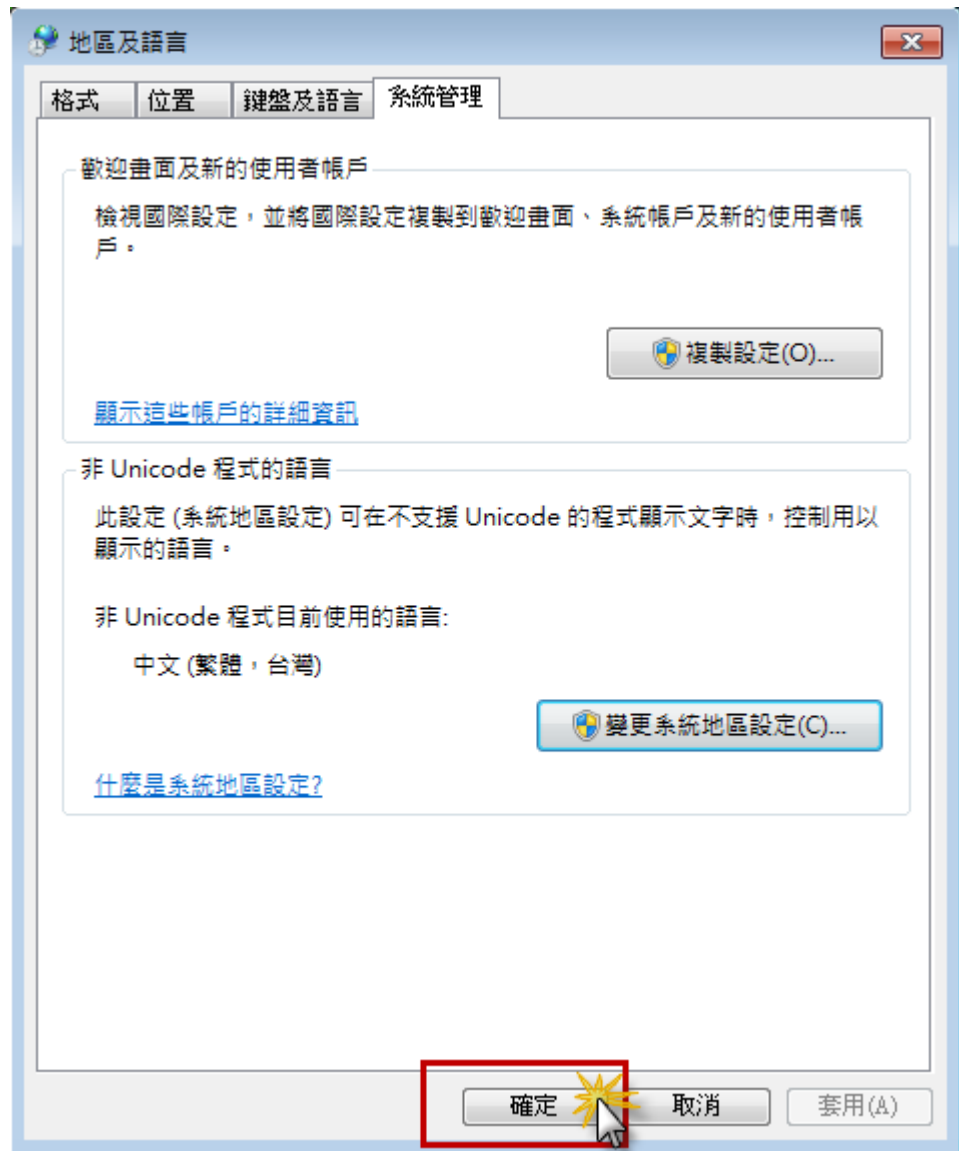 地區及語言
格式 位置 鍵盤及語言 系統管理
歡迎畫面及新的使用者帳戶
檢視國際設定，並將國際設定複製到歡迎畫面、系統帳戶及新的使用者帳
戶。
複製設定(O)...
顯示這些帳戶的詳細資訊
非 Unicode 程式的語言
此設定 (系統地區設定) 可在不支援 Unicode 的程式顯示文字時，控制用以
顯示的語言。
非 Unicode 程式目前使用的語言:
中文 (繁體，台灣)
變更系統地區設定(C)...
什麼是系統地區設定?
確定 取消 套用(A)